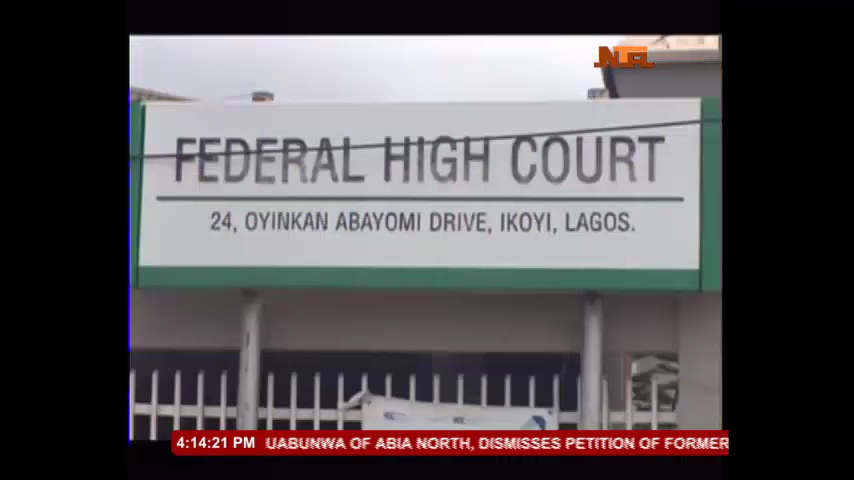 NTA
FEDERAL HIGH COURT
24, OYINKAN ABAYOMI DRIVE, IKOYI, LAGOS.
4:14:21 PM UABUNWA OF ABIA NORTH, DISMISSES PETITION OF FORMER